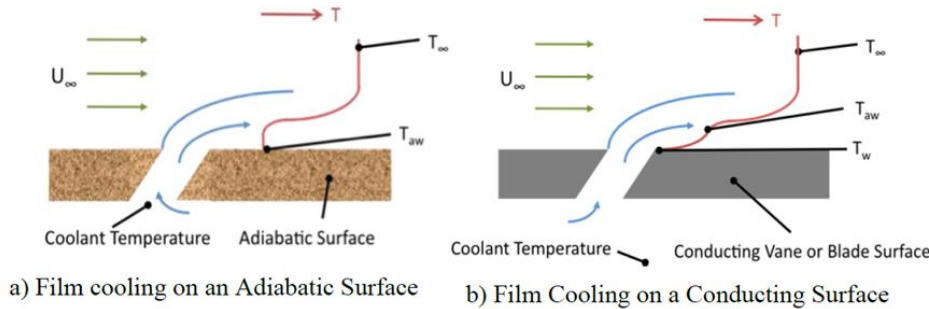 T
T∞
U∞
Taw
Coolant Temperature
Adiabatic Surface
a) Film cooling on an Adiabatic Surface
T
T∞
U∞
Taw
Tw
Coolant Temperature
Conducting Vane or Blade Surface
b) Film Cooling on a Conducting Surface